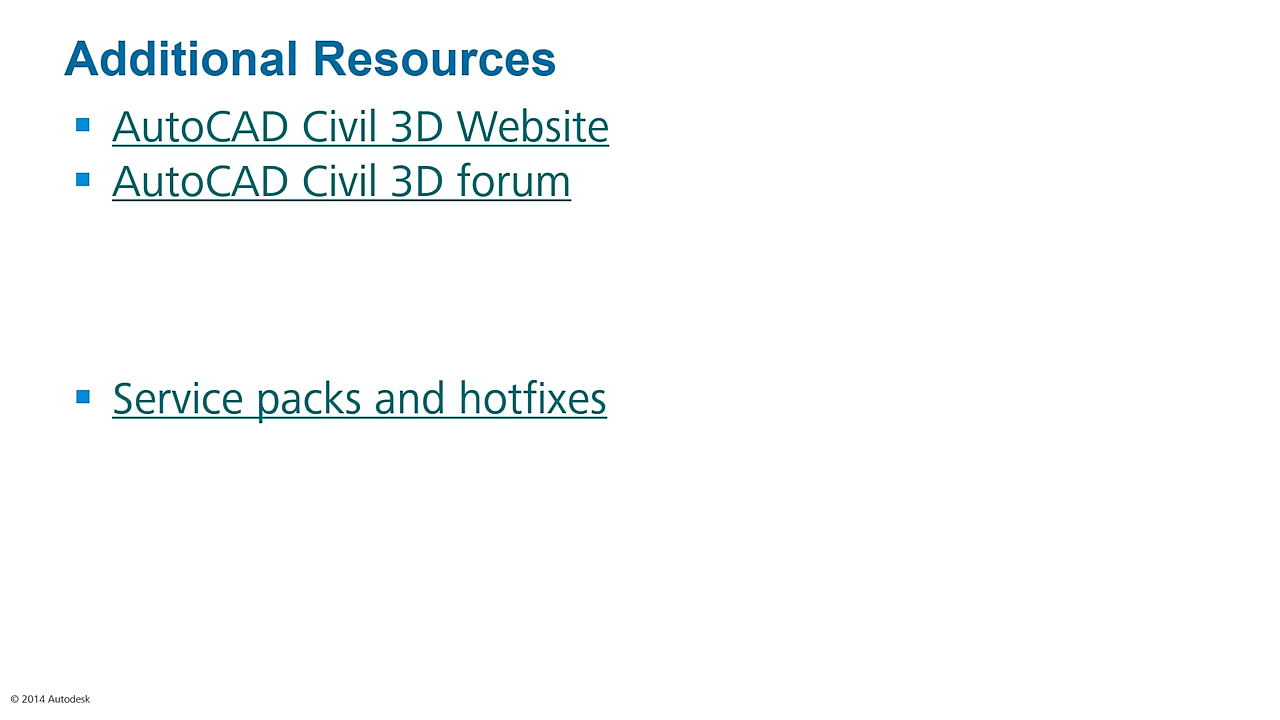 Additional Resources
AutoCAD Civil 3D Website
AutoCAD Civil 3D forum
Service packs and hotfixes
© 2014 Autodesk